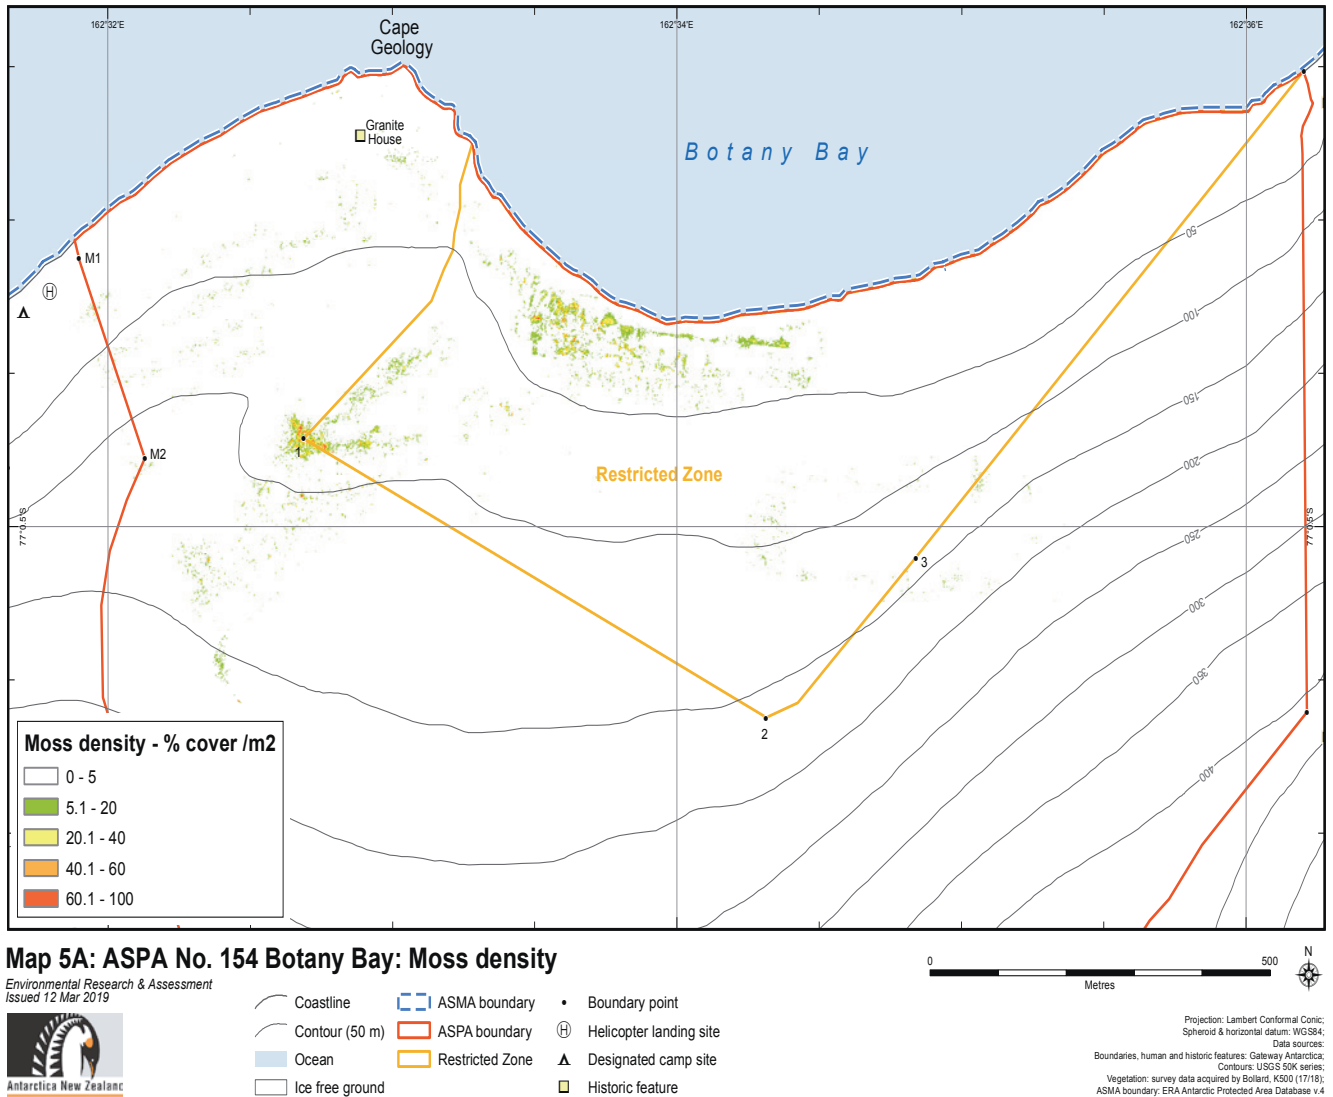 162°32'E
162°34'E
162°36'E
Cape
Geology
Granite
House
Botany Bay
M1
H
M2
1
Restricted Zone
2
3
50
100
150
200
250
300
350
400
77°0.5'S
77°0.5'S
Moss density - % cover /m2
0 - 5
5.1 - 20
20.1 - 40
40.1 - 60
60.1 - 100
Map 5A: ASPA No. 154 Botany Bay: Moss density
Environmental Research & Assessment
Issued 12 Mar 2019
Antarctica New Zealand
Coastline
Contour (50 m)
Ocean
Ice free ground
ASMA boundary
ASPA boundary
Restricted Zone
Boundary point
H Helicopter landing site
Designated camp site
Historic feature
0 500
Metres
N
Projection: Lambert Conformal Conic;
Spheroid & horizontal datum: WGS84;
Data sources:
Boundaries, human and historic features: Gateway Antarctica;
Contours: USGS 50K series;
Vegetation: survey data acquired by Bollard, K500 (17/18);
ASMA boundary: ERA Antarctic Protected Area Database v.4